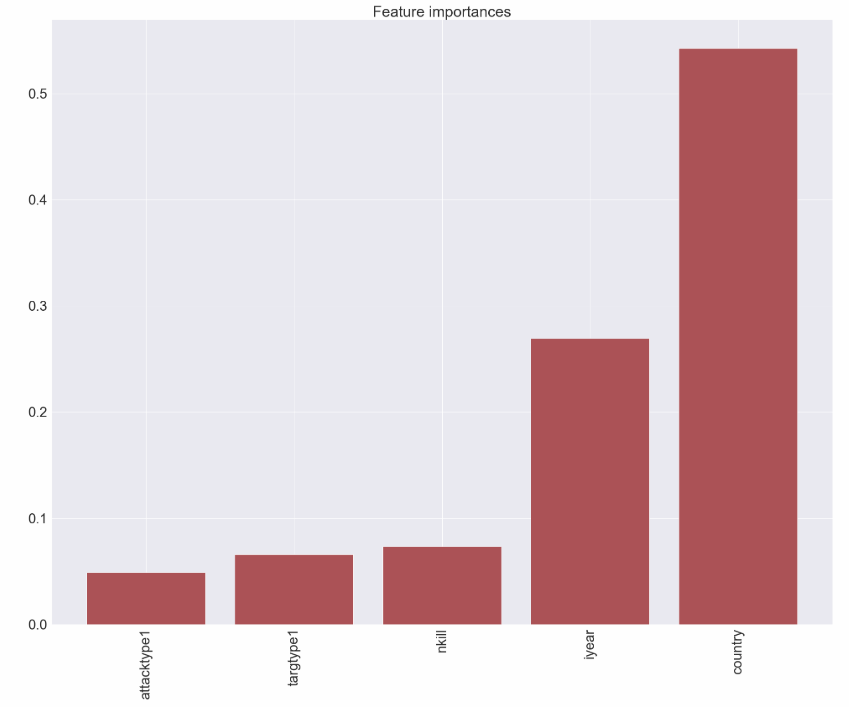 Feature importances
0.5
0.4
0.3
0.2
0.1
0.0
attacktype1
targtype1
nkill
iyear
country